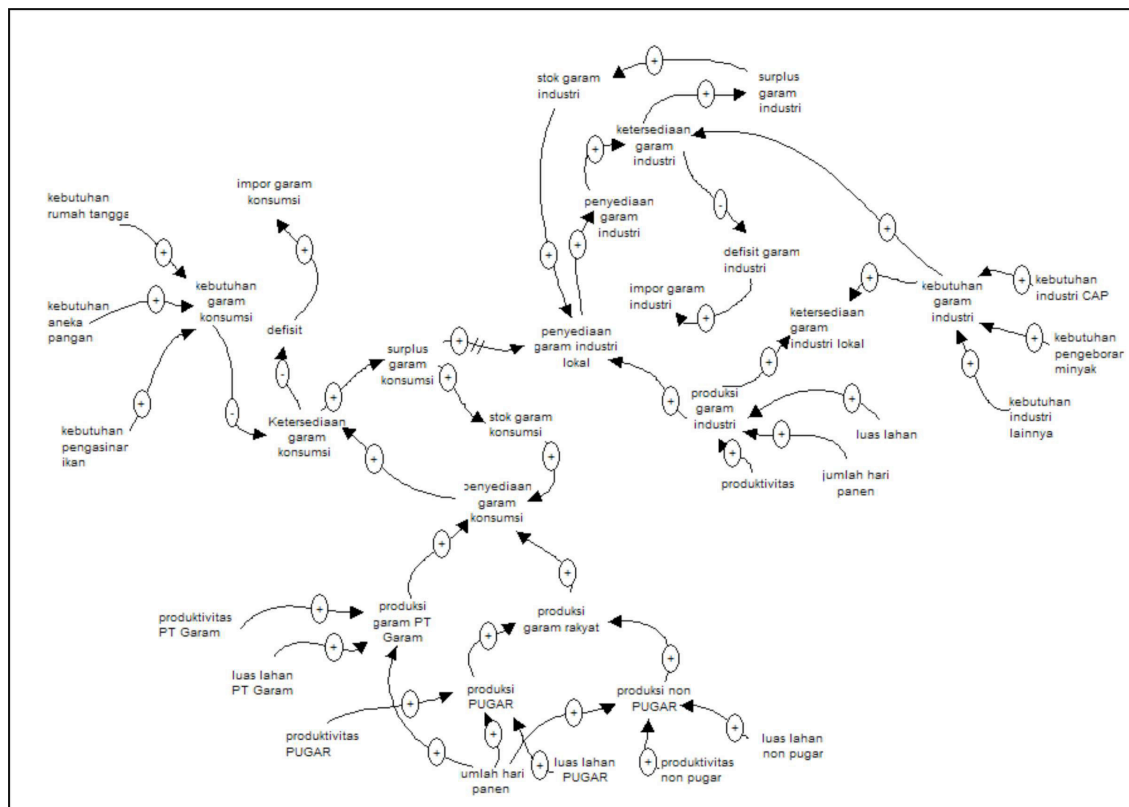 stok garam
industri
surplus
garam
industri
ketersediaan
garam
industri
impor garam
konsumsi
kebutuhan
rumah tangga
penyediaan
garam
industri
defisit garam
industri
kebutuhan
garam
konsumsi
kebutuhan
aneka
pangan
defisit
impor garam
industri
ketersediaan
garam
industri lokal
kebutuhan
garam
industri
kebutuhan
industri CAP
kebutuhan
pengeboran
minyak
kebutuhan
industri
lainnya
surplus
garam
konsumsi
penyediaan
garam industri
lokal
produksi
garam
industri
luas lahan
jumlah hari
panen
produktivitas
kebutuhan
pengasinan
ikan
Ketersediaan
garam
konsumsi
stok garam
konsumsi
penyediaan
garam
konsumsi
produktivitas
PT Garam
produksi
garam PT
Garam
produksi
garam rakyat
luas lahan
PT Garam
produksi
PUGAR
produksi non
PUGAR
produktivitas
PUGAR
umlah hari
panen
luas lahan
PUGAR
produktivitas
non pugar
luas lahan
non pugar